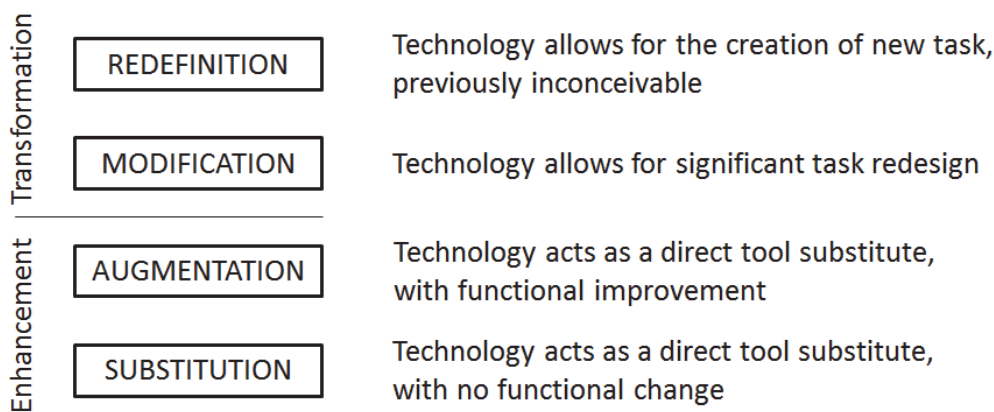 Transformation
REDEFINITION
Technology allows for the creation of new task,
previously inconceivable
MODIFICATION
Technology allows for significant task redesign
Enhancement
AUGMENTATION
Technology acts as a direct tool substitute,
with functional improvement
SUBSTITUTION
Technology acts as a direct tool substitute,
with no functional change